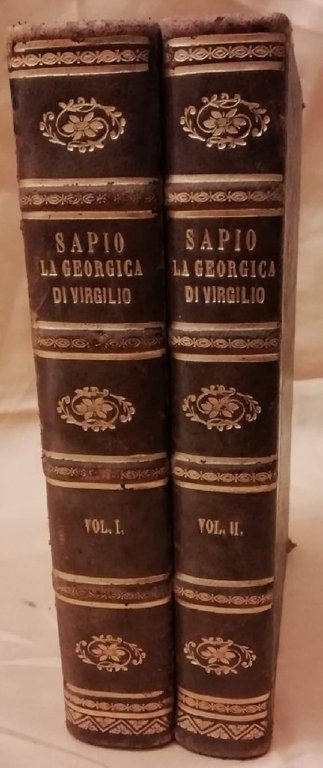 SAPIO
LA GEORGICA
DI VIRGILIO
VOL. I.
SAPIO
LA GEORGICA
DI VIRGILIO
VOL. II.